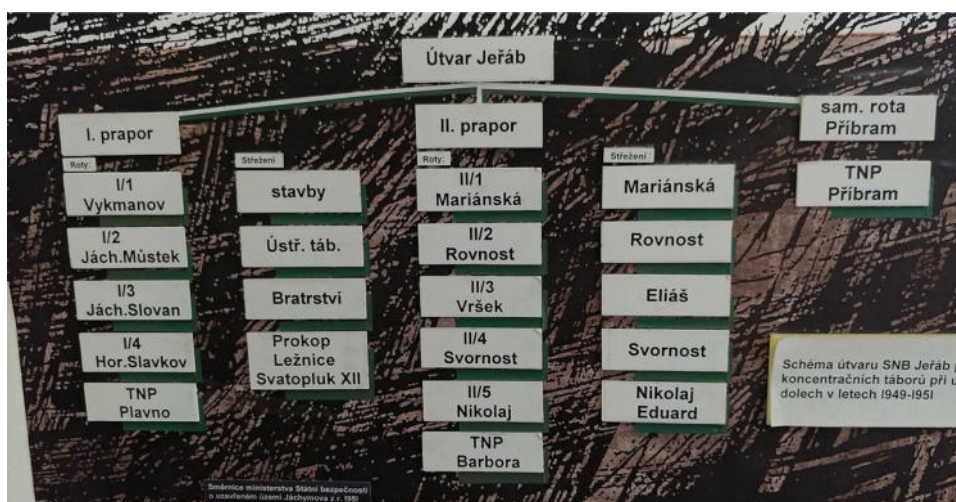 Útvar Jeřáb
I. prapor
Roty:
I/1
Vykmanov
I/2
Jách.Můstek
I/3
Jách.Slovan
I/4
Hor.Slavkov
TNP
Plavno
Střežení
stavby
Ústř. táb.
Bratrství
Prokop
Ležnice
Svatopluk XII
II. prapor
Roty:
II/1
Mariánská
II/2
Rovnost
II/3
Vršek
II/4
Svornost
II/5
Nikolaj
TNP
Barbora
Střežení
Mariánská
Rovnost
Eliáš
Svornost
Nikolaj
Eduard
sam. rota
Příbram
TNP
Příbram
Schéma útvaru SNB Jeřáb
koncentračních táborů při
dolech v letech 1949-1951
Směrnice ministerstva Státní bezpečnosti
o uzavřeném území Jáchymova z r. 1951